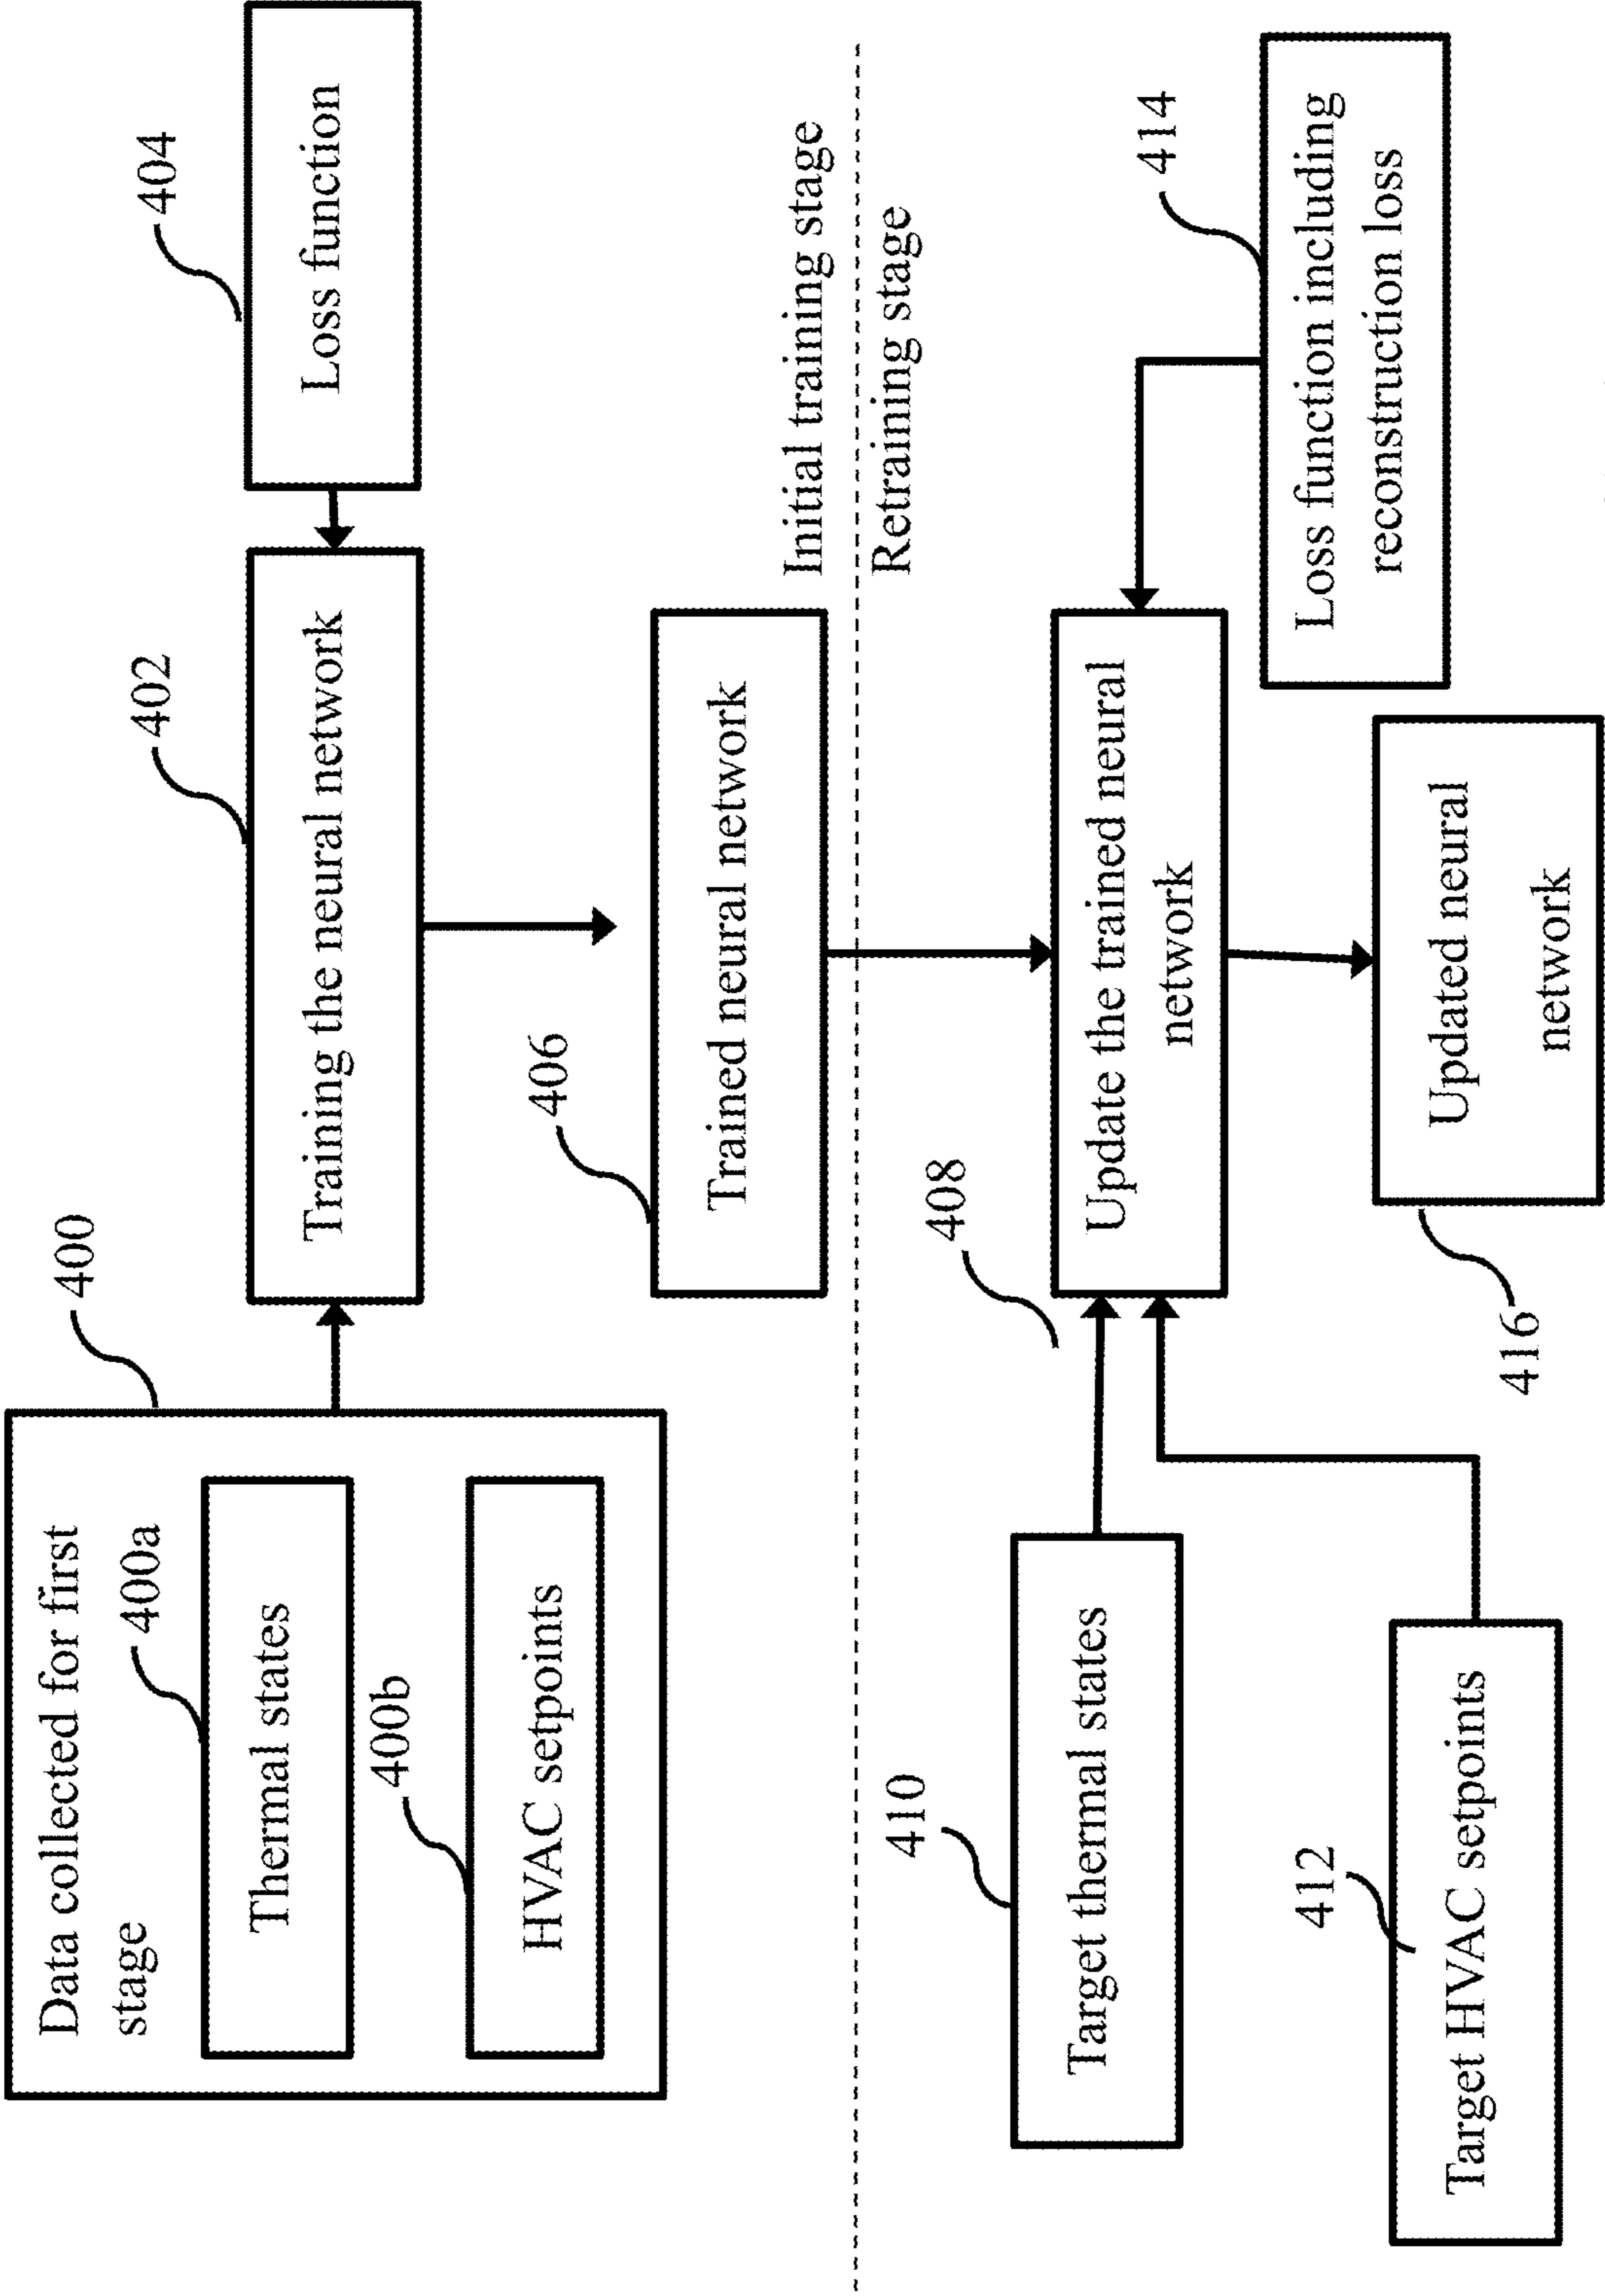 400
Data collected for first
stage
400a
Thermal states
400b
HVAC setpoints
402
Training the neural network
404
Loss function
406
Trained neural network
Initial training stage
Retraining stage
408
Update the trained neural
network
410
Target thermal states
412
Target HVAC setpoints
414
Loss function including
reconstruction loss
416
Updated neural
network